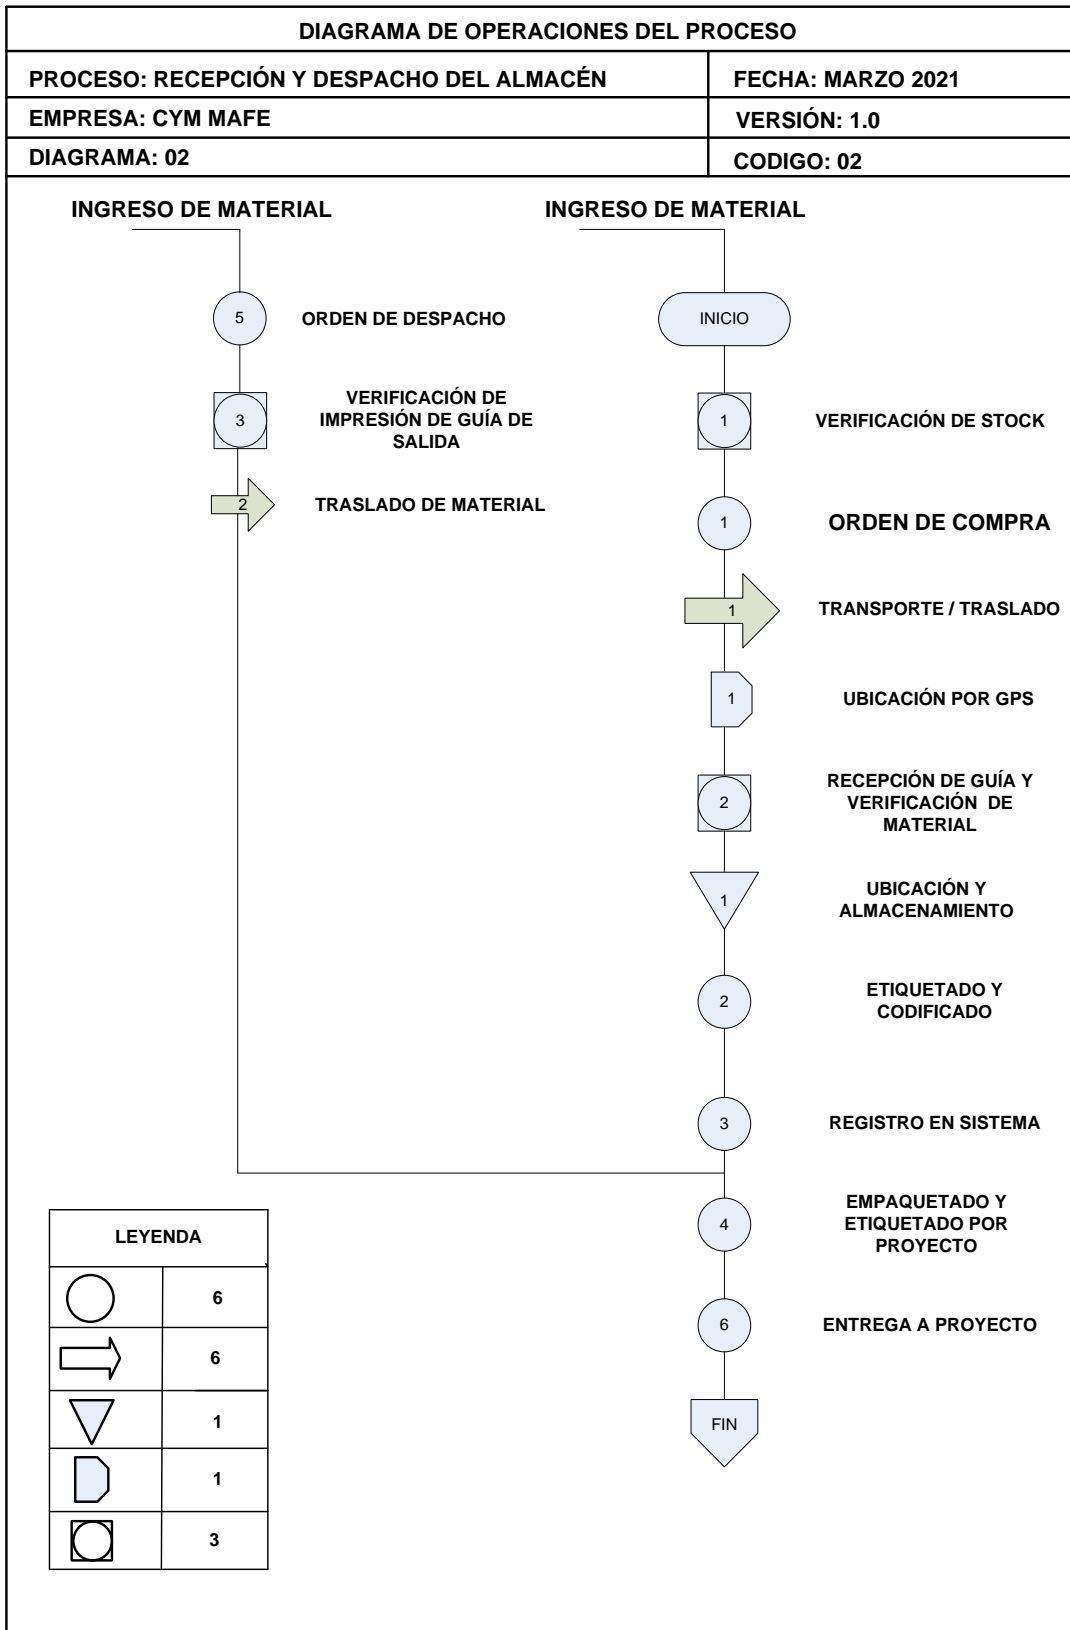 DIAGRAMA DE OPERACIONES DEL PROCESO
PROCESO: RECEPCIÓN Y DESPACHO DEL ALMACÉN
FECHA: MARZO 2021
EMPRESA: CYM MAFE
VERSIÓN: 1.0
DIAGRAMA: 02
CODIGO: 02
INGRESO DE MATERIAL
5
ORDEN DE DESPACHO
3
VERIFICACIÓN DE
IMPRESIÓN DE GUÍA DE
SALIDA
2
TRASLADO DE MATERIAL
INGRESO DE MATERIAL
INICIO
1
VERIFICACIÓN DE STOCK
1
ORDEN DE COMPRA
1
TRANSPORTE / TRASLADO
1
UBICACIÓN POR GPS
2
RECEPCIÓN DE GUÍA Y
VERIFICACIÓN DE
MATERIAL
1
UBICACIÓN Y
ALMACENAMIENTO
2
ETIQUETADO Y
CODIFICADO
3
REGISTRO EN SISTEMA
4
EMPAQUETADO Y
ETIQUETADO POR
PROYECTO
6
ENTREGA A PROYECTO
FIN
LEYENDA
6
6
1
1
3